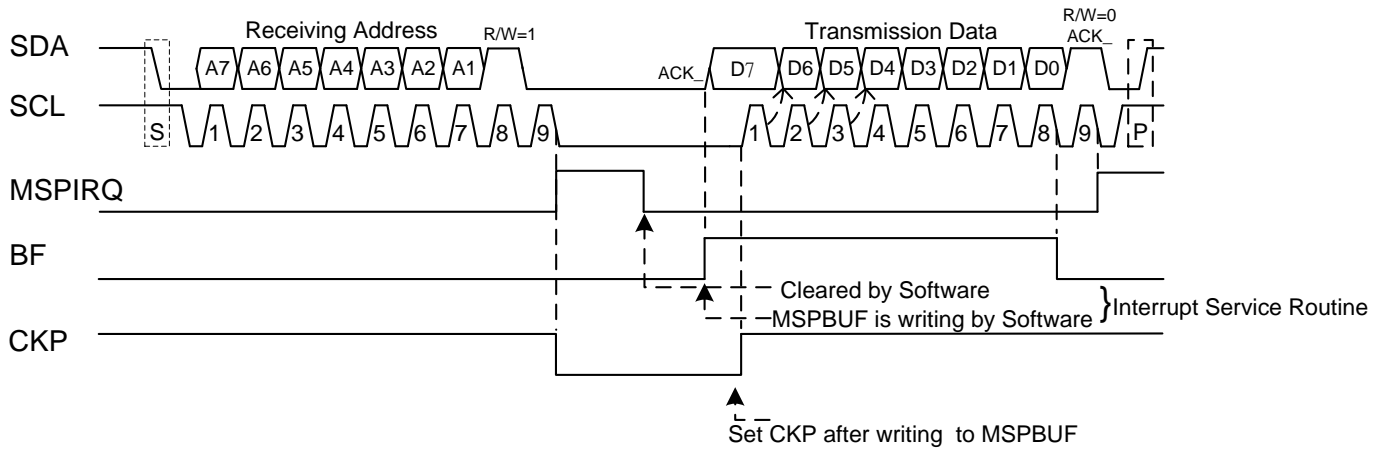 R/W=0
Receiving Address R/W=1 Transmission Data ACK_
SDA A7 A6 A5 A4 A3 A2 A1 ACK_ D7 D6 D5 D4 D3 D2 D1 D0
SCL
S 1 2 3 4 5 6 7 8 9 1 2 3 4 5 6 7 8 9 P
MSPIRQ
BF
Cleared by Software
MSPBUF is writing by Software } Interrupt Service Routine
CKP
Set CKP after writing to MSPBUF